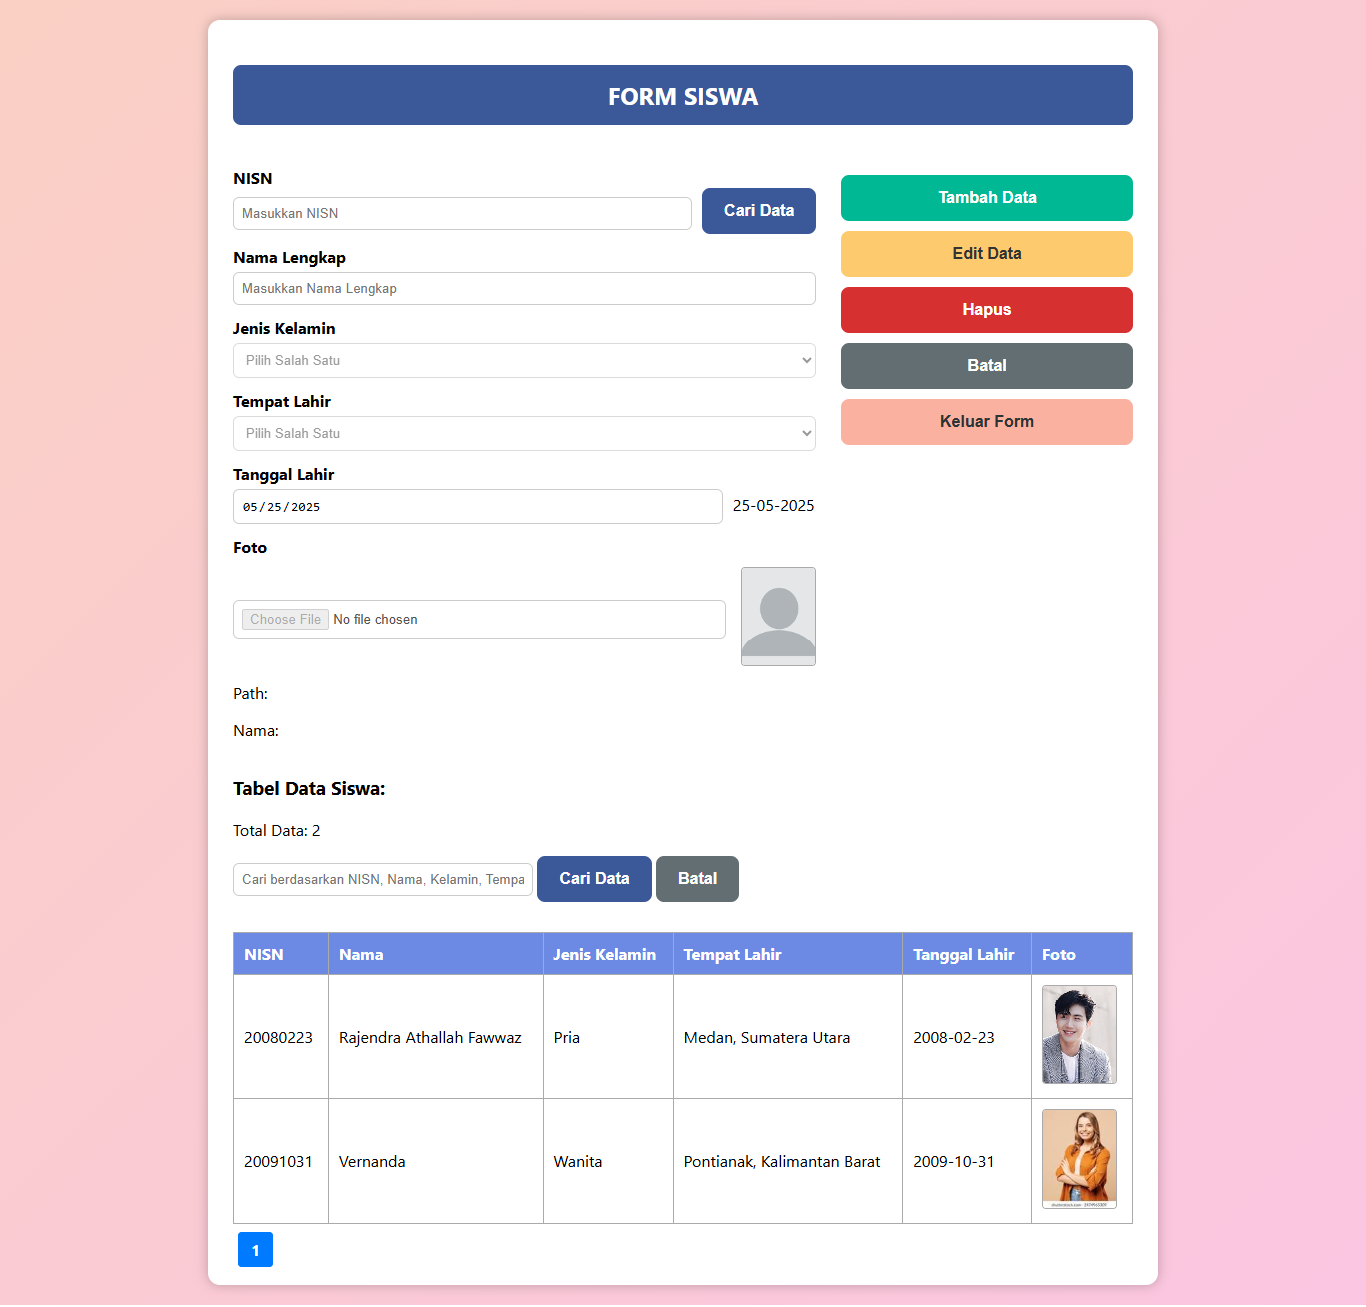 FORM SISWA
NISN
Masukkan NISN
Cari Data
Nama Lengkap
Masukkan Nama Lengkap
Jenis Kelamin
Pilih Salah Satu
Tempat Lahir
Pilih Salah Satu
Tanggal Lahir
05/25/2025
25-05-2025
Foto
Choose File No file chosen
Path:
Nama:
Tambah Data
Edit Data
Hapus
Batal
Keluar Form
Tabel Data Siswa:
Total Data: 2
Cari berdasarkan NISN, Nama, Kelamin, Tempa
Cari Data
Batal
NISN Nama Jenis Kelamin Tempat Lahir Tanggal Lahir Foto
20080223 Rajendra Athallah Fawwaz Pria Medan, Sumatera Utara 2008-02-23
20091031 Vernanda Wanita Pontianak, Kalimantan Barat 2009-10-31
1